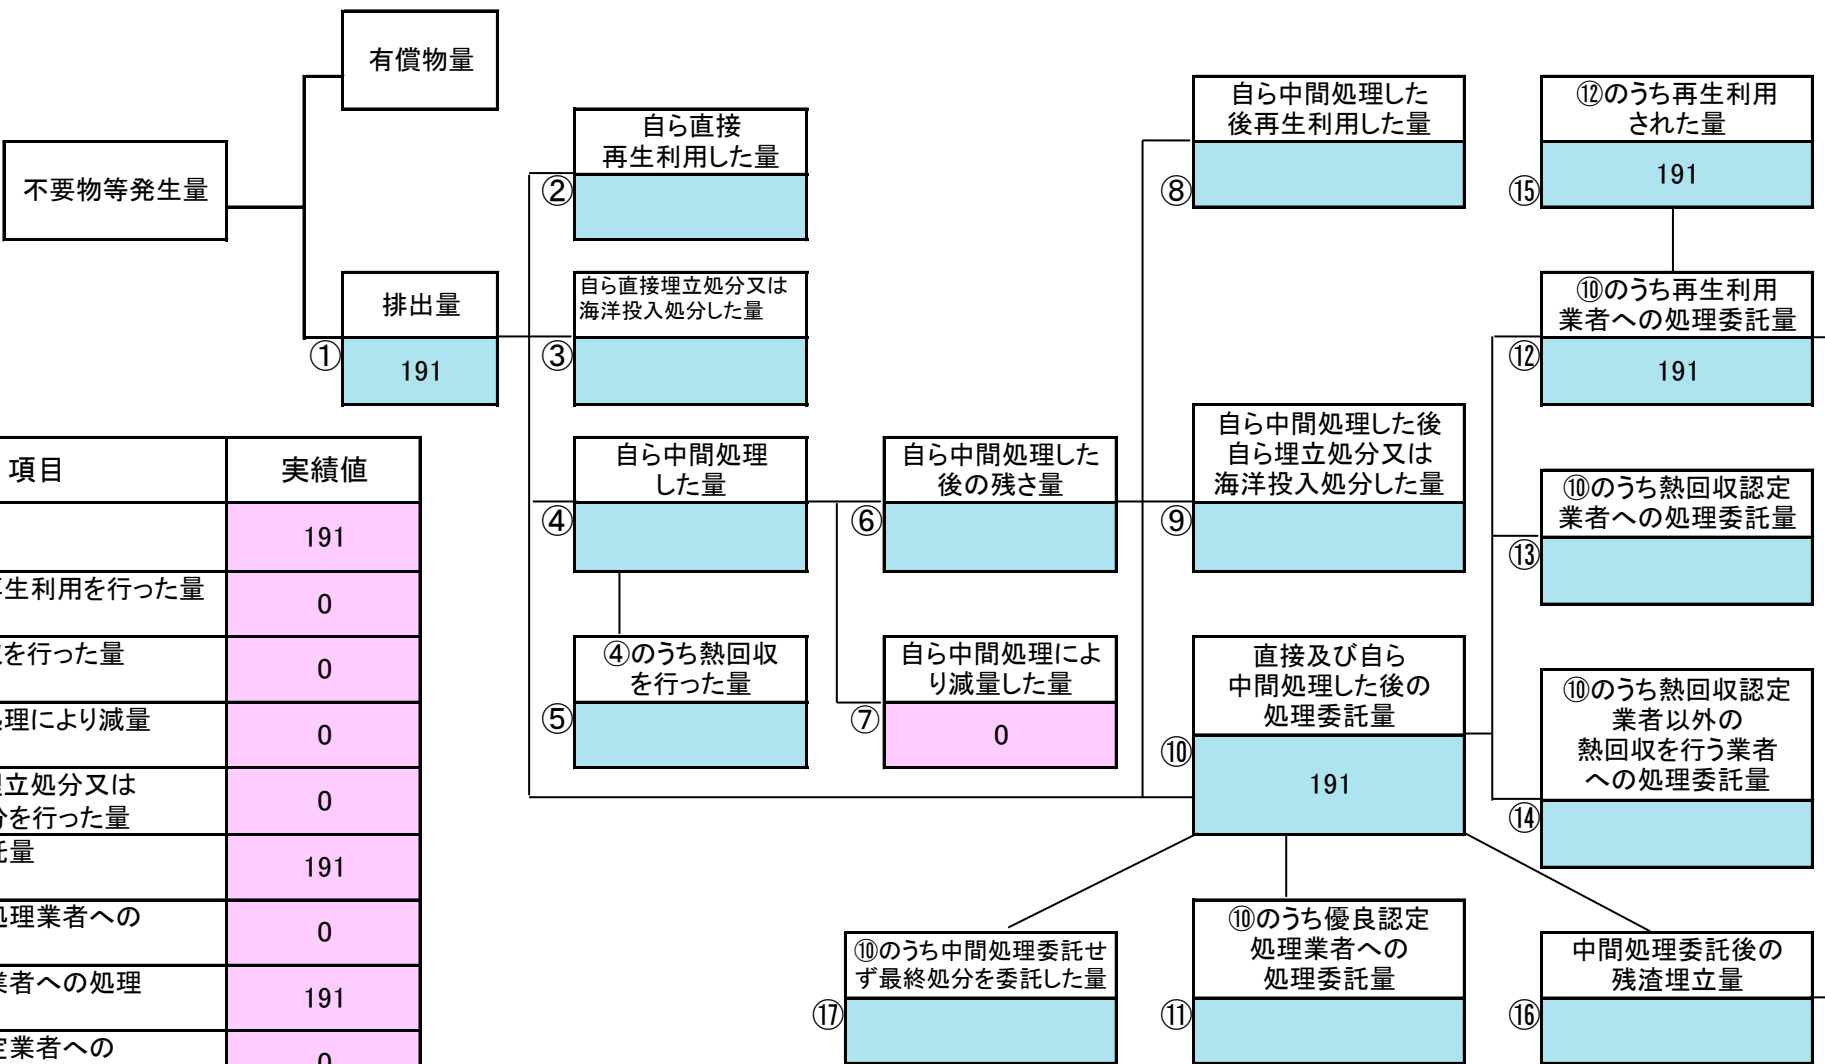 有償物量
不要物等発生量
排出量
①
191
自ら直接
再生利用した量
②
自ら直接埋立処分又は
海洋投入処分した量
③
自ら中間処理
した量
④
④のうち熱回収
を行った量
⑤
自ら中間処理した
後の残さ量
⑥
自ら中間処理によ
り減量した量
⑦
0
自ら中間処理した
後再生利用した量
⑧
自ら中間処理した後
自ら埋立処分又は
海洋投入処分した量
⑨
直接及び自ら
中間処理した後の
処理委託量
⑩
191
⑫のうち再生利用
された量
⑮
191
⑩のうち再生利用
業者への処理委託量
⑫
191
⑩のうち熱回収認定
業者への処理委託量
⑬
⑩のうち熱回収認定
業者以外の
熱回収を行う業者
への処理委託量
⑭
⑩のうち中間処理委託せ
ず最終処分を委託した量
⑰
⑩のうち優良認定
処理業者への
処理委託量
⑪
中間処理委託後の
残渣埋立量
⑯
項目 実績値
191
生利用を行った量
0
を行った量
0
理により減量
0
立処分又は
を行った量
0
量
191
理業者への
0
業者への処理
191
業者への
0